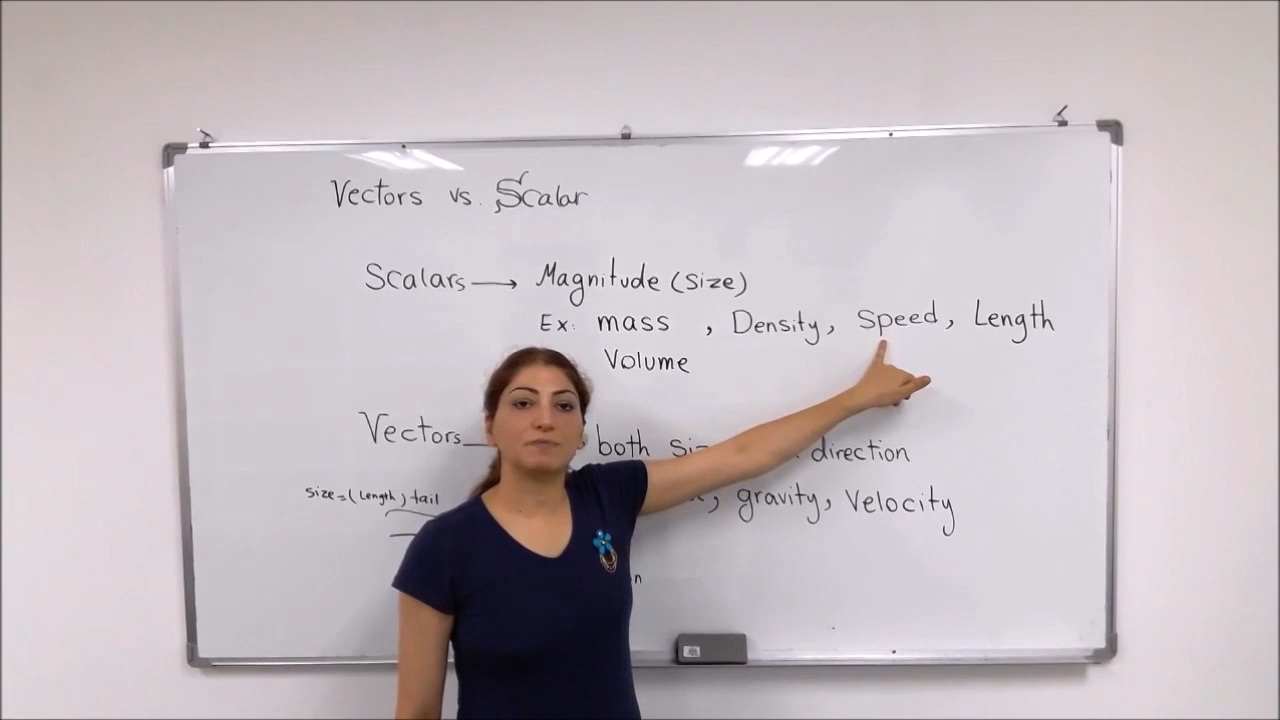 Vectors vs. Scalar
Scalars → Magnitude (size)
Ex: mass , Density, Speed, Length
Volume
Vectors both direction
gravity, Velocity
size=(Length) tail